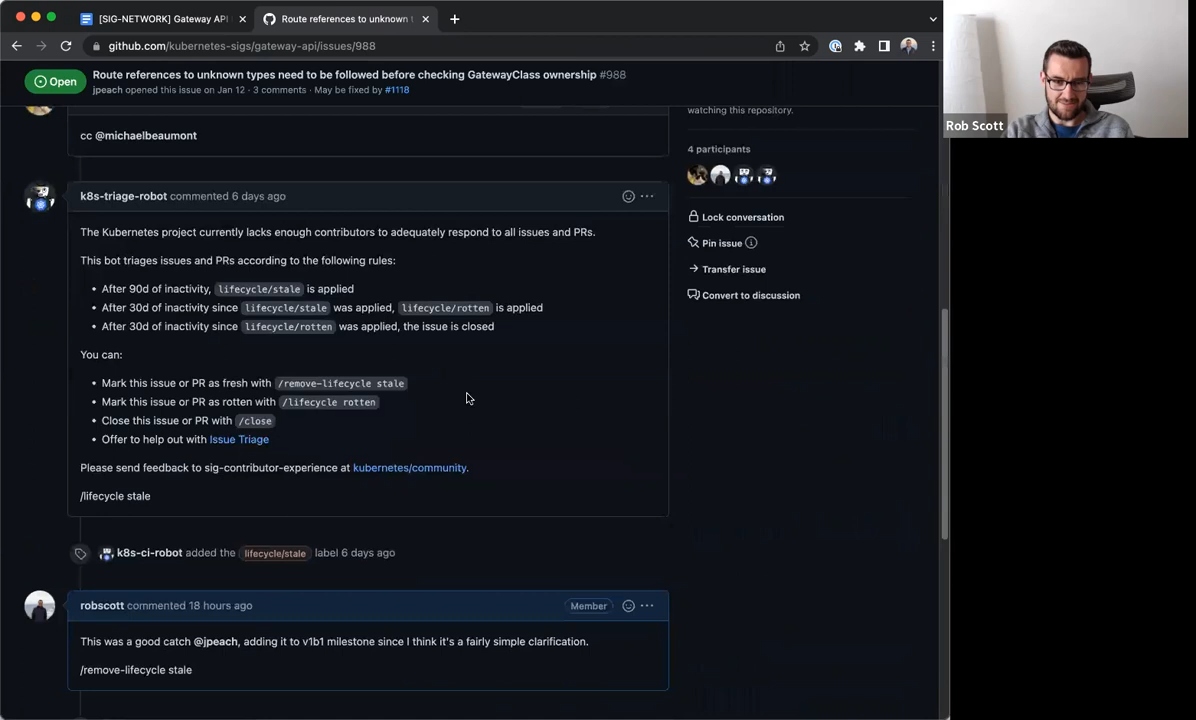 [SIG-NETWORK] Gateway API
Route references to unknown t
github.com/kubernetes-sigs/gateway-api/issues/988
Open
Route references to unknown types need to be followed before checking GatewayClass ownership #988
jpeach opened this issue on Jan 12 · 3 comments · May be fixed by #1118
Rob Scott
watching this repository.
cc @michaelbeaumont
4 participants
k8s-triage-robot commented 6 days ago
The Kubernetes project currently lacks enough contributors to adequately respond to all issues and PRs.
This bot triages issues and PRs according to the following rules:
• After 90d of inactivity, lifecycle/stale is applied
• After 30d of inactivity since lifecycle/stale was applied, lifecycle/rotten is applied
• After 30d of inactivity since lifecycle/rotten was applied, the issue is closed
You can:
• Mark this issue or PR as fresh with /remove-lifecycle stale
• Mark this issue or PR as rotten with /lifecycle rotten
• Close this issue or PR with /close
• Offer to help out with Issue Triage
Please send feedback to sig-contributor-experience at kubernetes/community.
/lifecycle stale
Lock conversation
Pin issue
Transfer issue
Convert to discussion
k8s-ci-robot added the lifecycle/stale label 6 days ago
robscott commented 18 hours ago
Member
This was a good catch @jpeach, adding it to v1b1 milestone since I think it's a fairly simple clarification.
/remove-lifecycle stale